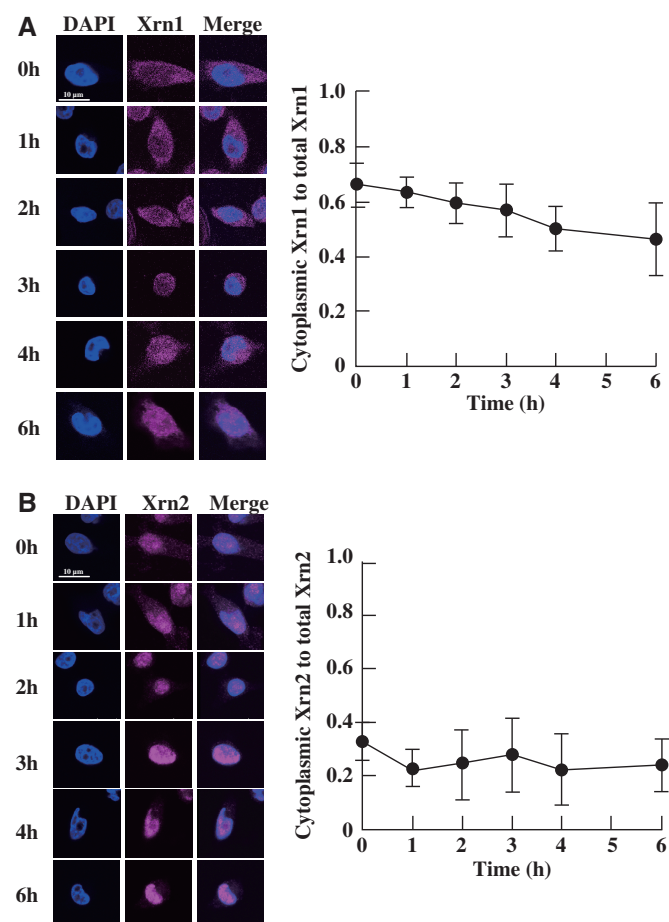 A
DAPI Xrn1 Merge
0h
10 µm
1h
2h
3h
4h
6h
Cytoplasmic Xrn1 to total Xrn1
1.0
0.8
0.6
0.4
0.2
0
0 1 2 3 4 5 6
Time (h)
B
DAPI Xrn2 Merge
0h
10 µm
1h
2h
3h
4h
6h
Cytoplasmic Xrn2 to total Xrn2
1.0
0.8
0.6
0.4
0.2
0
0 1 2 3 4 5 6
Time (h)